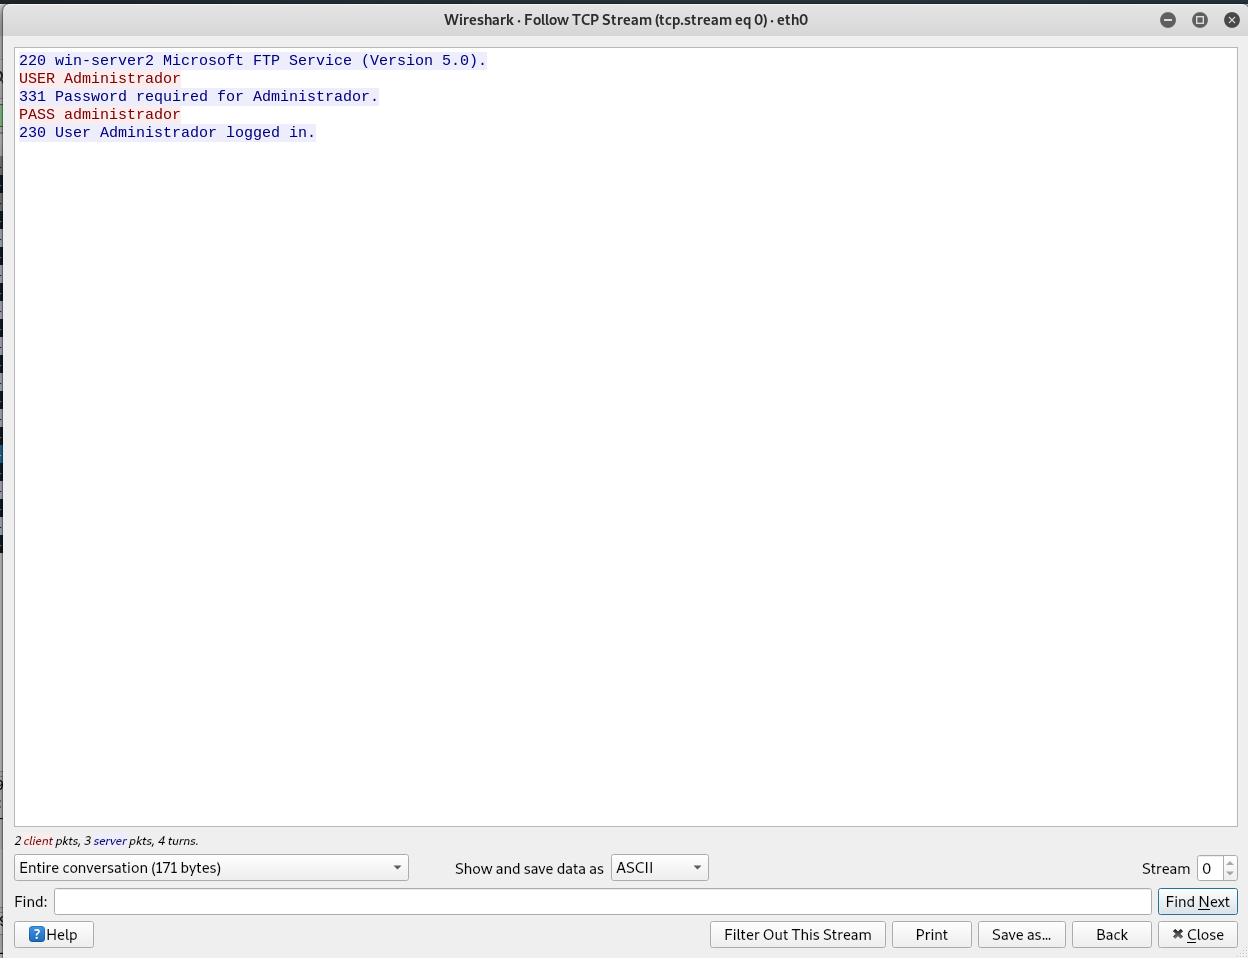 Wireshark · Follow TCP Stream (tcp.stream eq 0) · eth0
220 win-server2 Microsoft FTP Service (Version 5.0).
USER Administrador
331 Password required for Administrador.
PASS administrador
230 User Administrador logged in.
2 client pkts, 3 server pkts, 4 turns.
Entire conversation (171 bytes) Show and save data as ASCII Stream 0
Find: Find Next
? Help Filter Out This Stream Print Save as... Back ✖ Close